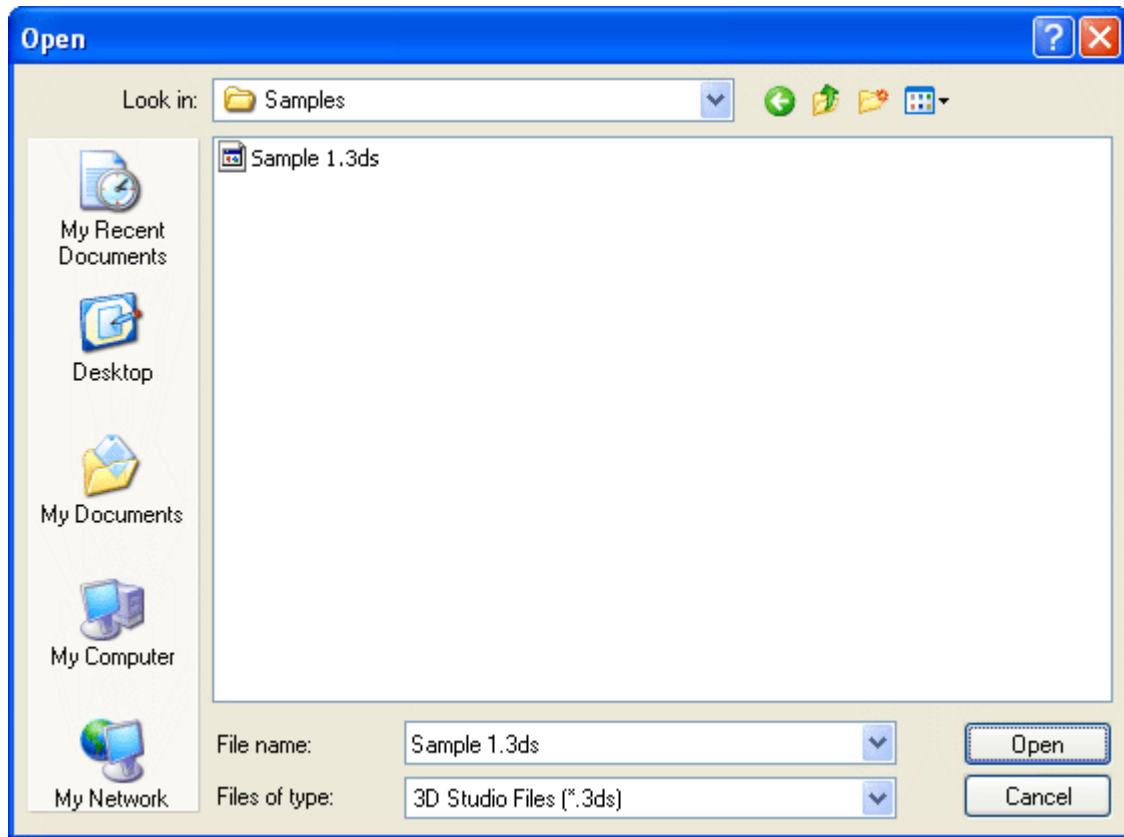 Open
Look in:
Samples
Sample 1.3ds
My Recent
Documents
Desktop
My Documents
My Computer
My Network
File name:
Sample 1.3ds
Open
Files of type:
3D Studio Files (*.3ds)
Cancel